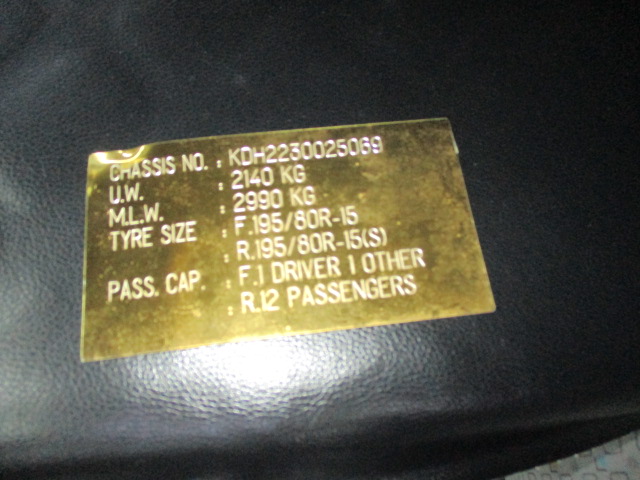 CHASSIS NO. : KDH2230025069
U.W. : 2140 KG
M.L.W. : 2990 KG
TYRE SIZE : F.195/80R-15
: R.195/80R-15(S)
PASS. CAP. : F.1 DRIVER 1 OTHER
: R.12 PASSENGERS